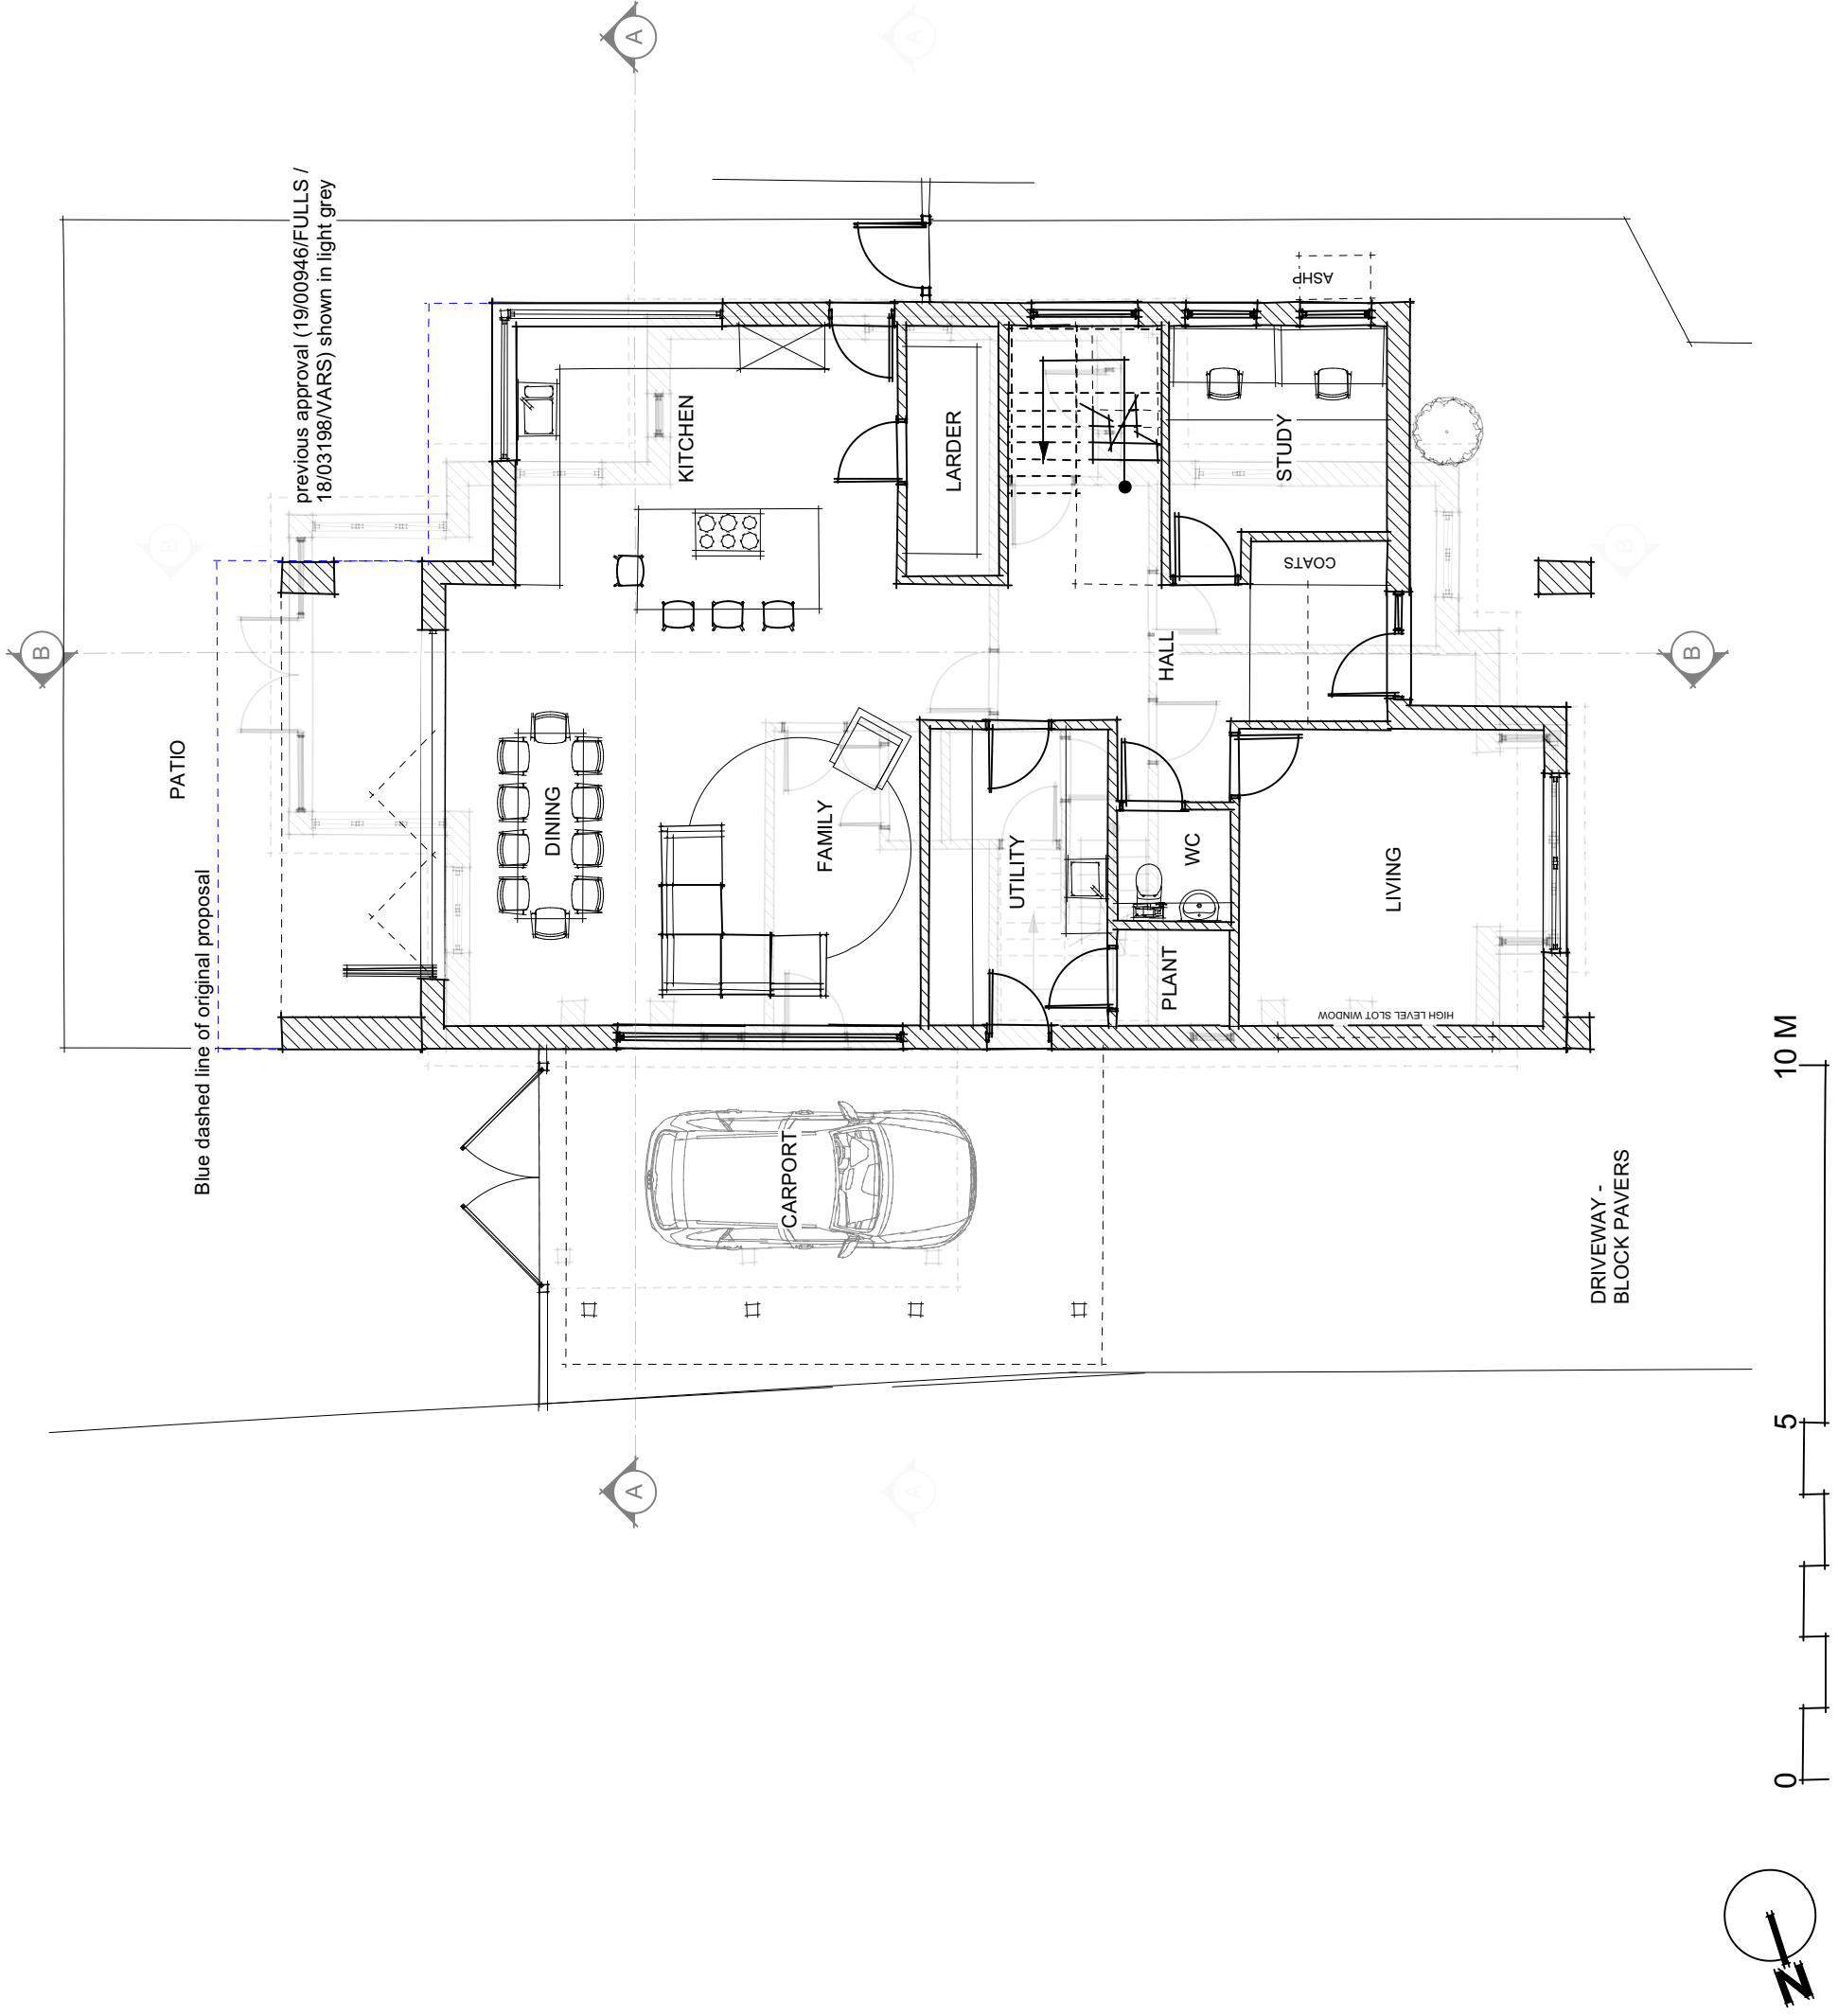 previous approval (19/00946/FULLS /
18/03198/VARS) shown in light grey
Blue dashed line of original proposal
PATIO
KITCHEN
LARDER
STUDY
COATS
ASHP
HALL
DINING
FAMILY
UTILITY
WC
PLANT
LIVING
HIGH LEVEL SLOT WINDOW
CARPORT
DRIVEWAY -
BLOCK PAVERS
A
A
A
A
B
B
B
B
0
5
10 M
N